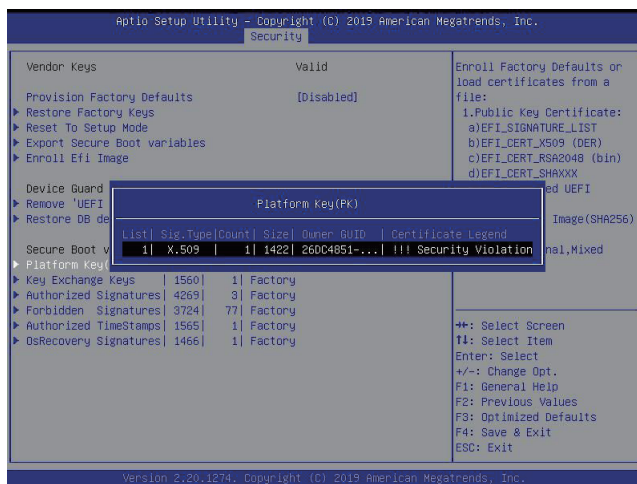 Aptio Setup Utility – Copyright (C) 2019 American Megatrends, Inc.
Security
Vendor Keys Valid
Provision Factory Defaults [Disabled]
Restore Factory Keys
Reset To Setup Mode
Export Secure Boot variables
Enroll Efi Image
Device Guard
Remove 'UEFI
Restore DB de
Secure Boot v
Platform Key(
Key Exchange Keys | 1560| 1| Factory
Authorized Signatures| 4269| 3| Factory
Forbidden Signatures| 3724| 77| Factory
Authorized TimeStamps| 1565| 1| Factory
OsRecovery Signatures| 1466| 1| Factory
Platform Key(PK)
List| Sig.Type|Count| Size| Owner GUID | Certificate Legend
1| X.509 | 1| 1422| 26DC4851-...| !!! Security Violation
Enroll Factory Defaults or
load certificates from a
file:
1.Public Key Certificate:
a)EFI_SIGNATURE_LIST
b)EFI_CERT_X509 (DER)
c)EFI_CERT_RSA2048 (bin)
d)EFI_CERT_SHAXXX
ed UEFI
Image(SHA256)
nal,Mixed
→←: Select Screen
↑↓: Select Item
Enter: Select
+/-: Change Opt.
F1: General Help
F2: Previous Values
F3: Optimized Defaults
F4: Save & Exit
ESC: Exit
Version 2.20.1274. Copyright (C) 2019 American Megatrends, Inc.